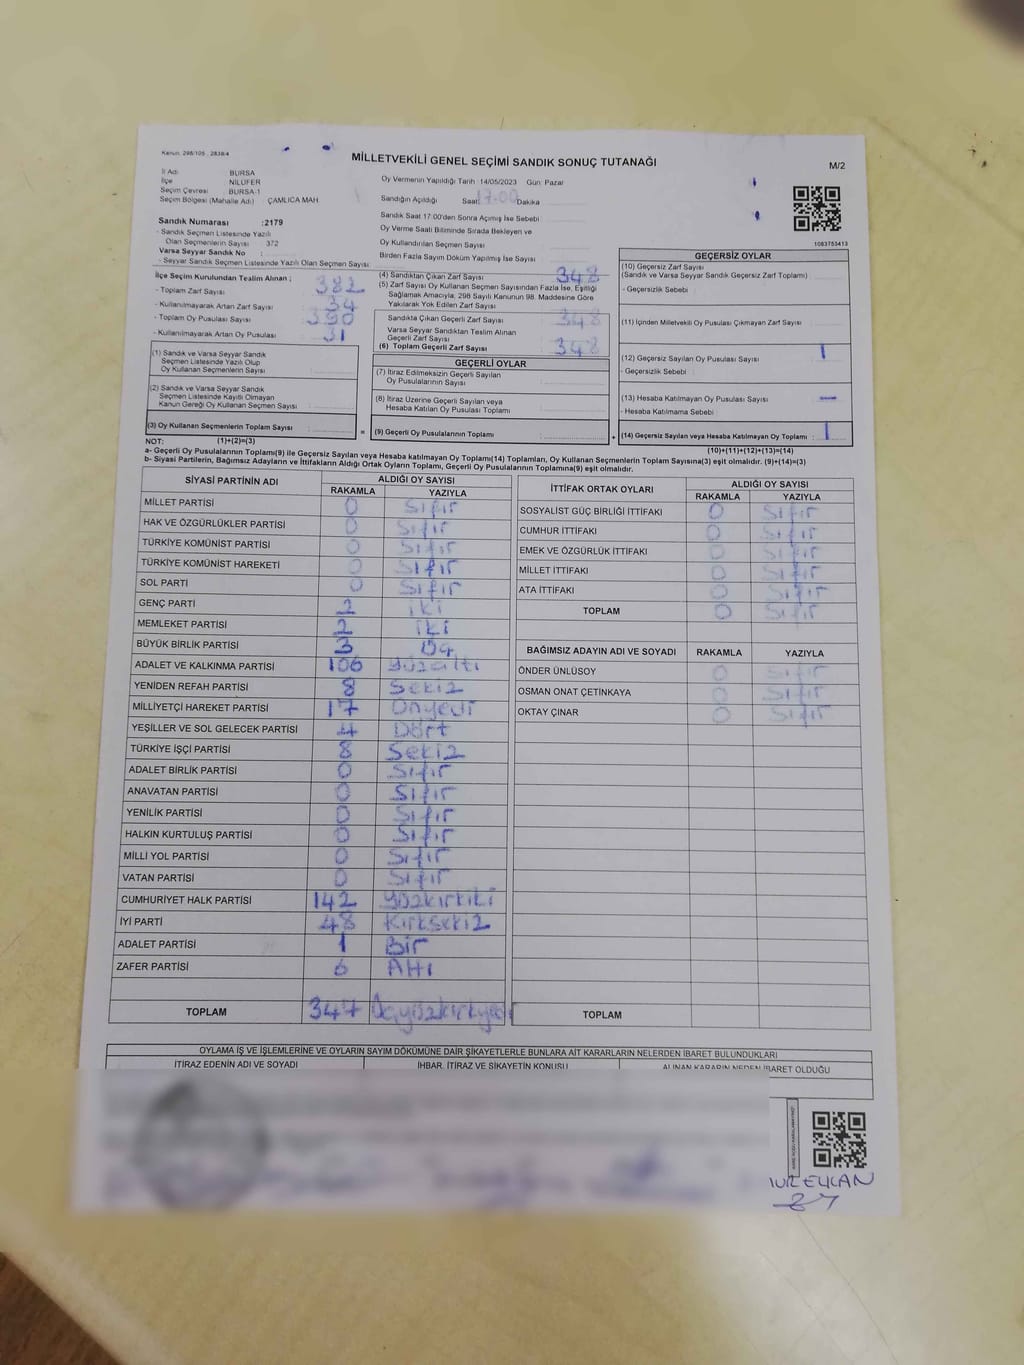 Kanun: 298/105 , 2839/4
MİLLETVEKİLİ GENEL SEÇİMİ SANDIK SONUÇ TUTANAĞI
M/2
İl Adı : BURSA
İlçe : NİLÜFER
Seçim Çevresi : BURSA-1
Seçim Bölgesi (Mahalle Adı) : ÇAMLICA MAH.
Oy Vermenin Yapıldığı Tarih :14/05/2023 Gün: Pazar
Sandığın Açıldığı Saat: 17:00 Dakika
Sandık Saat 17:00'den Sonra Açımış İse Sebebi :
Oy Verme Saati Bitiminde Sırada Bekleyen ve
Oy Kullandırılan Seçmen Sayısı :
Birden Fazla Sayım Döküm Yapılmış İse Sayısı :
1083753413
Sandık Numarası :2179
- Sandık Seçmen Listesinde Yazılı
Olan Seçmenlerin Sayısı : 372
Varsa Seyyar Sandık No :
- Seyyar Sandık Seçmen Listesinde Yazılı Olan Seçmen Sayısı:
İlçe Seçim Kurulundan Teslim Alınan ;
- Toplam Zarf Sayısı : 382
- Kullanılmayarak Artan Zarf Sayısı : 34
- Toplam Oy Pusulası Sayısı :
- Kullanılmayarak Artan Oy Pusulası : 31
(1) Sandık ve Varsa Seyyar Sandık
Seçmen Listesinde Yazılı Olup
Oy Kullanan Seçmenlerin Sayısı :
(2) Sandık ve Varsa Seyyar Sandık
Seçmen Listesinde Kayıtlı Olmayan
Kanun Gereği Oy Kullanan Seçmen Sayısı :
(3) Oy Kullanan Seçmenlerin Toplam Sayısı :
(4) Sandıktan Çıkan Zarf Sayısı : 348
(5) Zarf Sayısı Oy Kullanan Seçmen Sayısından Fazla İse, Eşitliği
Sağlamak Amacıyla, 298 Sayılı Kanunun 98. Maddesine Göre
Yakılarak Yok Edilen Zarf Sayısı :
Sandıkta Çıkan Geçerli Zarf Sayısı : 348
Varsa Seyyar Sandıktan Teslim Alınan
Geçerli Zarf Sayısı :
(6) Toplam Geçerli Zarf Sayısı : 348
GEÇERLİ OYLAR
(7) İtiraz Edilmeksizin Geçerli Sayılan
Oy Pusulalarının Sayısı :
(8) İtiraz Üzerine Geçerli Sayılan veya
Hesaba Katılan Oy Pusulası Toplamı :
= (9) Geçerli Oy Pusulalarının Toplamı : +
GEÇERSİZ OYLAR
(10) Geçersiz Zarf Sayısı
(Sandık ve Varsa Seyyar Sandık Geçersiz Zarf Toplamı) :
- Geçersizlik Sebebi :
(11) İçinden Milletvekili Oy Pusulası Çıkmayan Zarf Sayısı :
(12) Geçersiz Sayılan Oy Pusulası Sayısı : 1
- Geçersizlik Sebebi :
(13) Hesaba Katılmayan Oy Pusulası Sayısı : —
- Hesaba Katılmama Sebebi :
(14) Geçersiz Sayılan veya Hesaba Katılmayan Oy Toplamı : 1
NOT: (1)+(2)=(3)
(10)+(11)+(12)+(13)=(14)
a- Geçerli Oy Pusulalarının Toplamı(9) ile Geçersiz Sayılan veya Hesaba katılmayan Oy Toplamı(14) Toplamları, Oy Kullanan Seçmenlerin Toplam Sayısına(3) eşit olmalıdır. (9)+(14)=(3)
b- Siyasi Partilerin, Bağımsız Adayların ve İttifakların Aldığı Ortak Oyların Toplamı, Geçerli Oy Pusulalarının Toplamına(9) eşit olmalıdır.
SİYASİ PARTİNİN ADI ALDIĞI OY SAYISI
RAKAMLA YAZIYLA
MİLLET PARTİSİ 0 Sıfır
HAK VE ÖZGÜRLÜKLER PARTİSİ 0 Sıfır
TÜRKİYE KOMÜNİST PARTİSİ 0 Sıfır
TÜRKİYE KOMÜNİST HAREKETİ 0 Sıfır
SOL PARTİ 0 Sıfır
GENÇ PARTİ 2 iki
MEMLEKET PARTİSİ 2 iki
BÜYÜK BİRLİK PARTİSİ 3 Üç
ADALET VE KALKINMA PARTİSİ 106 Yüzaltı
YENİDEN REFAH PARTİSİ 8 Sekiz
MİLLİYETÇİ HAREKET PARTİSİ 17 Onyedi
YEŞİLLER VE SOL GELECEK PARTİSİ 4 Dört
TÜRKİYE İŞÇİ PARTİSİ 8 Sekiz
ADALET BİRLİK PARTİSİ 0 Sıfır
ANAVATAN PARTİSİ 0 Sıfır
YENİLİK PARTİSİ 0 Sıfır
HALKIN KURTULUŞ PARTİSİ 0 Sıfır
MİLLİ YOL PARTİSİ 0 Sıfır
VATAN PARTİSİ 0 Sıfır
CUMHURİYET HALK PARTİSİ 142 Yüzkırkiki
İYİ PARTİ 48 Kırksekiz
ADALET PARTİSİ 1 Bir
ZAFER PARTİSİ 6 Altı
TOPLAM 347 Üçyüzkırkyedi
İTTİFAK ORTAK OYLARI ALDIĞI OY SAYISI
RAKAMLA YAZIYLA
SOSYALİST GÜÇ BİRLİĞİ İTTİFAKI 0 Sıfır
CUMHUR İTTİFAKI 0 Sıfır
EMEK VE ÖZGÜRLÜK İTTİFAKI 0 Sıfır
MİLLET İTTİFAKI 0 Sıfır
ATA İTTİFAKI 0 Sıfır
TOPLAM 0 Sıfır
BAĞIMSIZ ADAYIN ADI VE SOYADI RAKAMLA YAZIYLA
ÖNDER ÜNLÜSOY 0 Sıfır
OSMAN ONAT ÇETİNKAYA 0 Sıfır
OKTAY ÇINAR 0 Sıfır
TOPLAM
OYLAMA İŞ VE İŞLEMLERİNE VE OYLARIN SAYIM DÖKÜMÜNE DAİR ŞİKAYETLERLE BUNLARA AİT KARARLARIN NELERDEN İBARET BULUNDUKLARI
İTİRAZ EDENİN ADI VE SOYADI İHBAR, İTİRAZ VE ŞİKAYETİN KONUSU ALINAN KARARIN NEDEN İBARET OLDUĞU